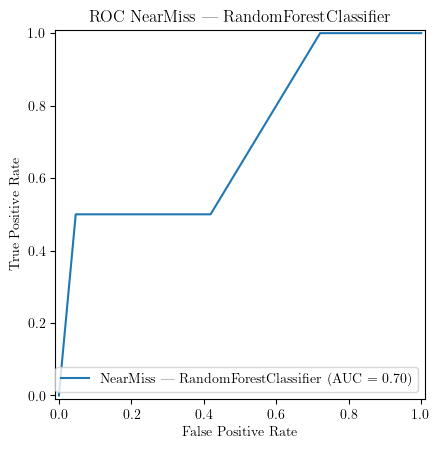 ROC NearMiss — RandomForestClassifier
1.0
0.8
0.6
0.4
0.2
0.0
True Positive Rate
NearMiss — RandomForestClassifier (AUC = 0.70)
0.0 0.2 0.4 0.6 0.8 1.0
False Positive Rate